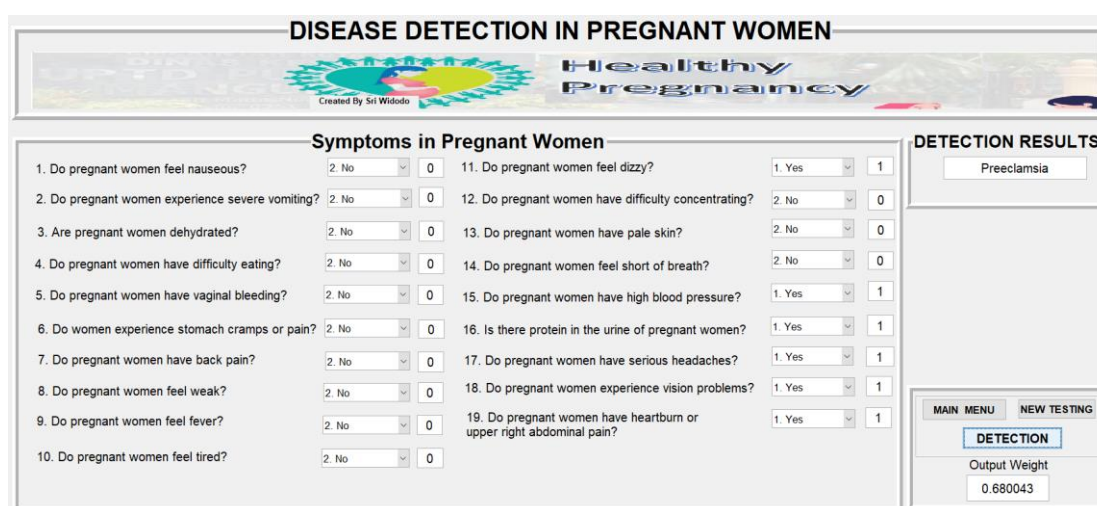 DISEASE DETECTION IN PREGNANT WOMEN
Healthy
Pregnancy
Created By Sri Widodo
Symptoms in Pregnant Women
1. Do pregnant women feel nauseous? 2. No 0
2. Do pregnant women experience severe vomiting? 2. No 0
3. Are pregnant women dehydrated? 2. No 0
4. Do pregnant women have difficulty eating? 2. No 0
5. Do pregnant women have vaginal bleeding? 2. No 0
6. Do women experience stomach cramps or pain? 2. No 0
7. Do pregnant women have back pain? 2. No 0
8. Do pregnant women feel weak? 2. No 0
9. Do pregnant women feel fever? 2. No 0
10. Do pregnant women feel tired? 2. No 0
11. Do pregnant women feel dizzy? 1. Yes 1
12. Do pregnant women have difficulty concentrating? 2. No 0
13. Do pregnant women have pale skin? 2. No 0
14. Do pregnant women feel short of breath? 2. No 0
15. Do pregnant women have high blood pressure? 1. Yes 1
16. Is there protein in the urine of pregnant women? 1. Yes 1
17. Do pregnant women have serious headaches? 1. Yes 1
18. Do pregnant women experience vision problems? 1. Yes 1
19. Do pregnant women have heartburn or
upper right abdominal pain? 1. Yes 1
DETECTION RESULTS
Preeclamsia
MAIN MENU NEW TESTING
DETECTION
Output Weight
0.680043